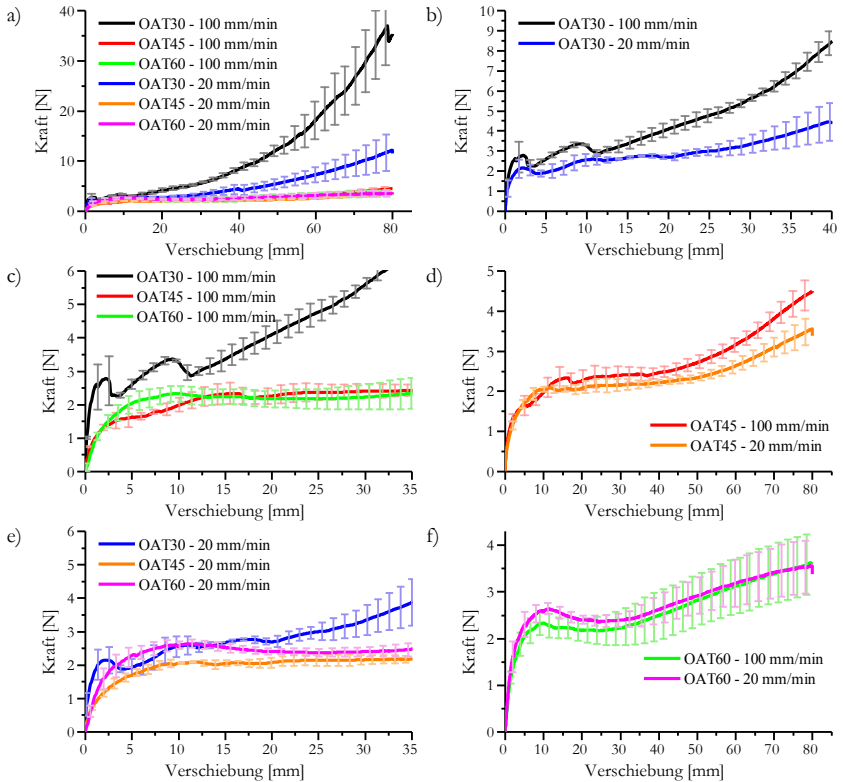 a)
OAT30 - 100 mm/min
OAT45 - 100 mm/min
OAT60 - 100 mm/min
OAT30 - 20 mm/min
OAT45 - 20 mm/min
OAT60 - 20 mm/min
Kraft [N]
40
30
20
10
0
0 20 40 60 80
Verschiebung [mm]
b)
OAT30 - 100 mm/min
OAT30 - 20 mm/min
Kraft [N]
10
9
8
7
6
5
4
3
2
1
0
0 5 10 15 20 25 30 35 40
Verschiebung [mm]
c)
OAT30 - 100 mm/min
OAT45 - 100 mm/min
OAT60 - 100 mm/min
Kraft [N]
6
5
4
3
2
1
0
0 5 10 15 20 25 30 35
Verschiebung [mm]
d)
Kraft [N]
5
4
3
2
1
0
OAT45 - 100 mm/min
OAT45 - 20 mm/min
0 10 20 30 40 50 60 70 80
Verschiebung [mm]
e)
OAT30 - 20 mm/min
OAT45 - 20 mm/min
OAT60 - 20 mm/min
Kraft [N]
6
5
4
3
2
1
0
0 5 10 15 20 25 30 35
Verschiebung [mm]
f)
Kraft [N]
4
3
2
1
0
OAT60 - 100 mm/min
OAT60 - 20 mm/min
0 10 20 30 40 50 60 70 80
Verschiebung [mm]